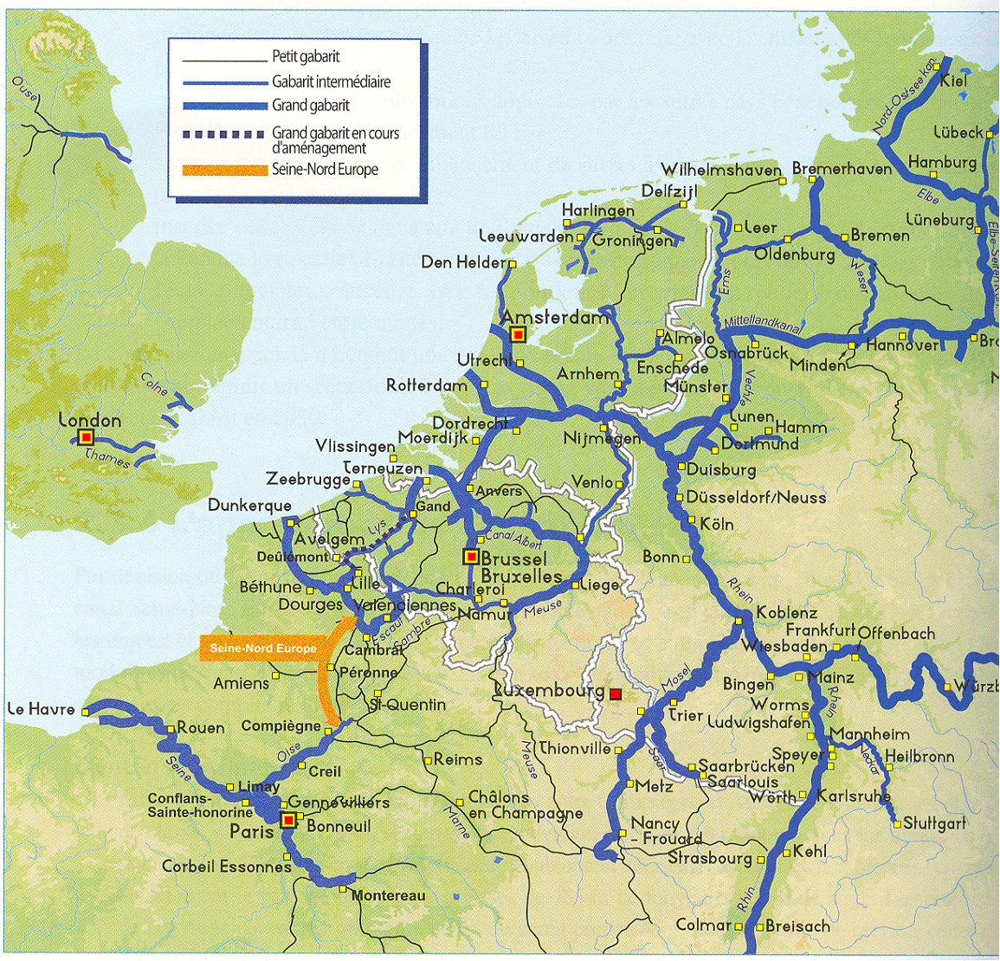 Petit gabarit
Gabarit intermédiaire
Grand gabarit
Grand gabarit en cours
d'aménagement
Seine-Nord Europe
Ouse
Colne
London
Thames
Nord-Ostsee kan.
Kiel
Lübeck
Hamburg
Elbe
Lüneburg
Wilhelmshaven
Bremerhaven
Delfzijl
Harlingen
Leeuwarden
Groningen
Leer
Oldenburg
Bremen
Weser
Ems
Den Helder
Amsterdam
Almelo
Enschede
Utrecht
Arnhem
Rotterdam
Mittellandkanal
Osnabrück
Minden
Hannover
Münster
Vechte
Lunen
Hamm
Dortmund
Dordrecht
Moerdijk
Nijmegen
Vlissingen
Terneuzen
Zeebrugge
Venlo
Duisburg
Düsseldorf/Neuss
Köln
Bonn
Dunkerque
Anvers
Gand
Lys
Avelgem
Deûlémont
Canal Albert
Brussel
Bruxelles
Liege
Lille
Béthune
Dourges
Valenciennes
Charleroi
Namur
Meuse
Escaut
Sambre
Cambrai
Seine-Nord Europe
Péronne
Amiens
St-Quentin
Rhein
Koblenz
Frankfurt
Offenbach
Wiesbaden
Mainz
Bingen
Mosel
Luxembourg
Trier
Worms
Rhein
Ludwigshafen
Mannheim
Speyer
Neckar
Heilbronn
Le Havre
Rouen
Compiègne
Oise
Seine
Creil
Reims
Meuse
Thionville
Saar
Saarbrücken
Saarlouis
Metz
Wörth
Karlsruhe
Stuttgart
Limay
Conflans-
Sainte-honorine
Gennevilliers
Paris
Bonneuil
Châlons
en Champagne
Marne
Nancy
- Frouard
Strasbourg
Kehl
Corbeil Essonnes
Montereau
Rhin
Colmar
Breisach